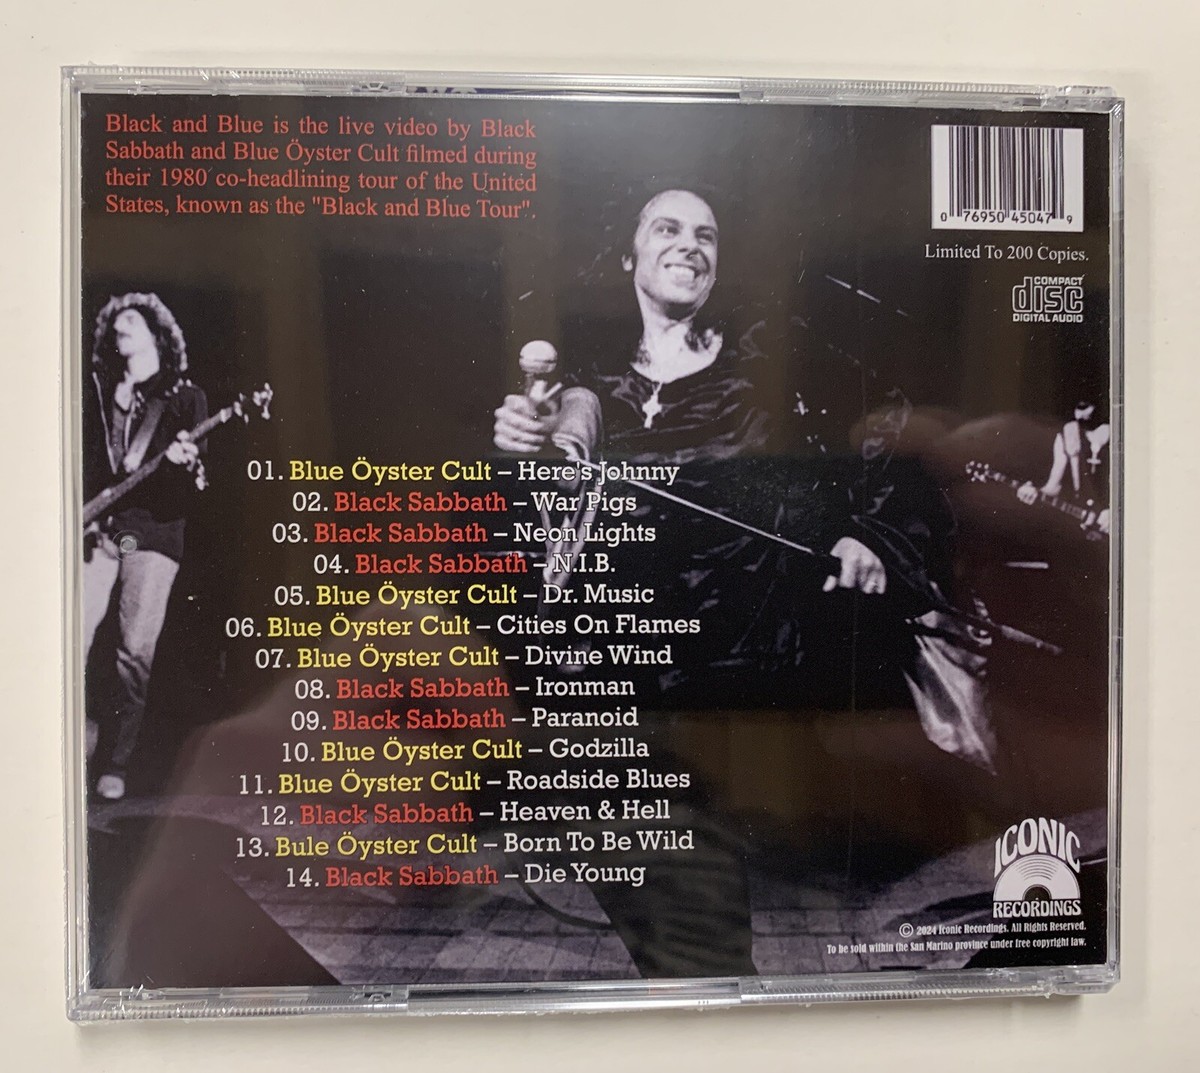 Black and Blue is the live video by Black
Sabbath and Blue Öyster Cult filmed during
their 1980 co-headlining tour of the United
States, known as the "Black and Blue Tour".
0 76950 45047 9
Limited To 200 Copies.
COMPACT
disc
DIGITAL AUDIO
01. Blue Öyster Cult – Here's Johnny
02. Black Sabbath – War Pigs
03. Black Sabbath – Neon Lights
04. Black Sabbath – N.I.B.
05. Blue Öyster Cult – Dr. Music
06. Blue Öyster Cult – Cities On Flames
07. Blue Öyster Cult – Divine Wind
08. Black Sabbath – Ironman
09. Black Sabbath – Paranoid
10. Blue Öyster Cult – Godzilla
11. Blue Öyster Cult – Roadside Blues
12. Black Sabbath – Heaven & Hell
13. Bule Öyster Cult – Born To Be Wild
14. Black Sabbath – Die Young
ICONIC
RECORDINGS
© 2024 Iconic Recordings. All Rights Reserved.
To be sold within the San Marino province under free copyright law.